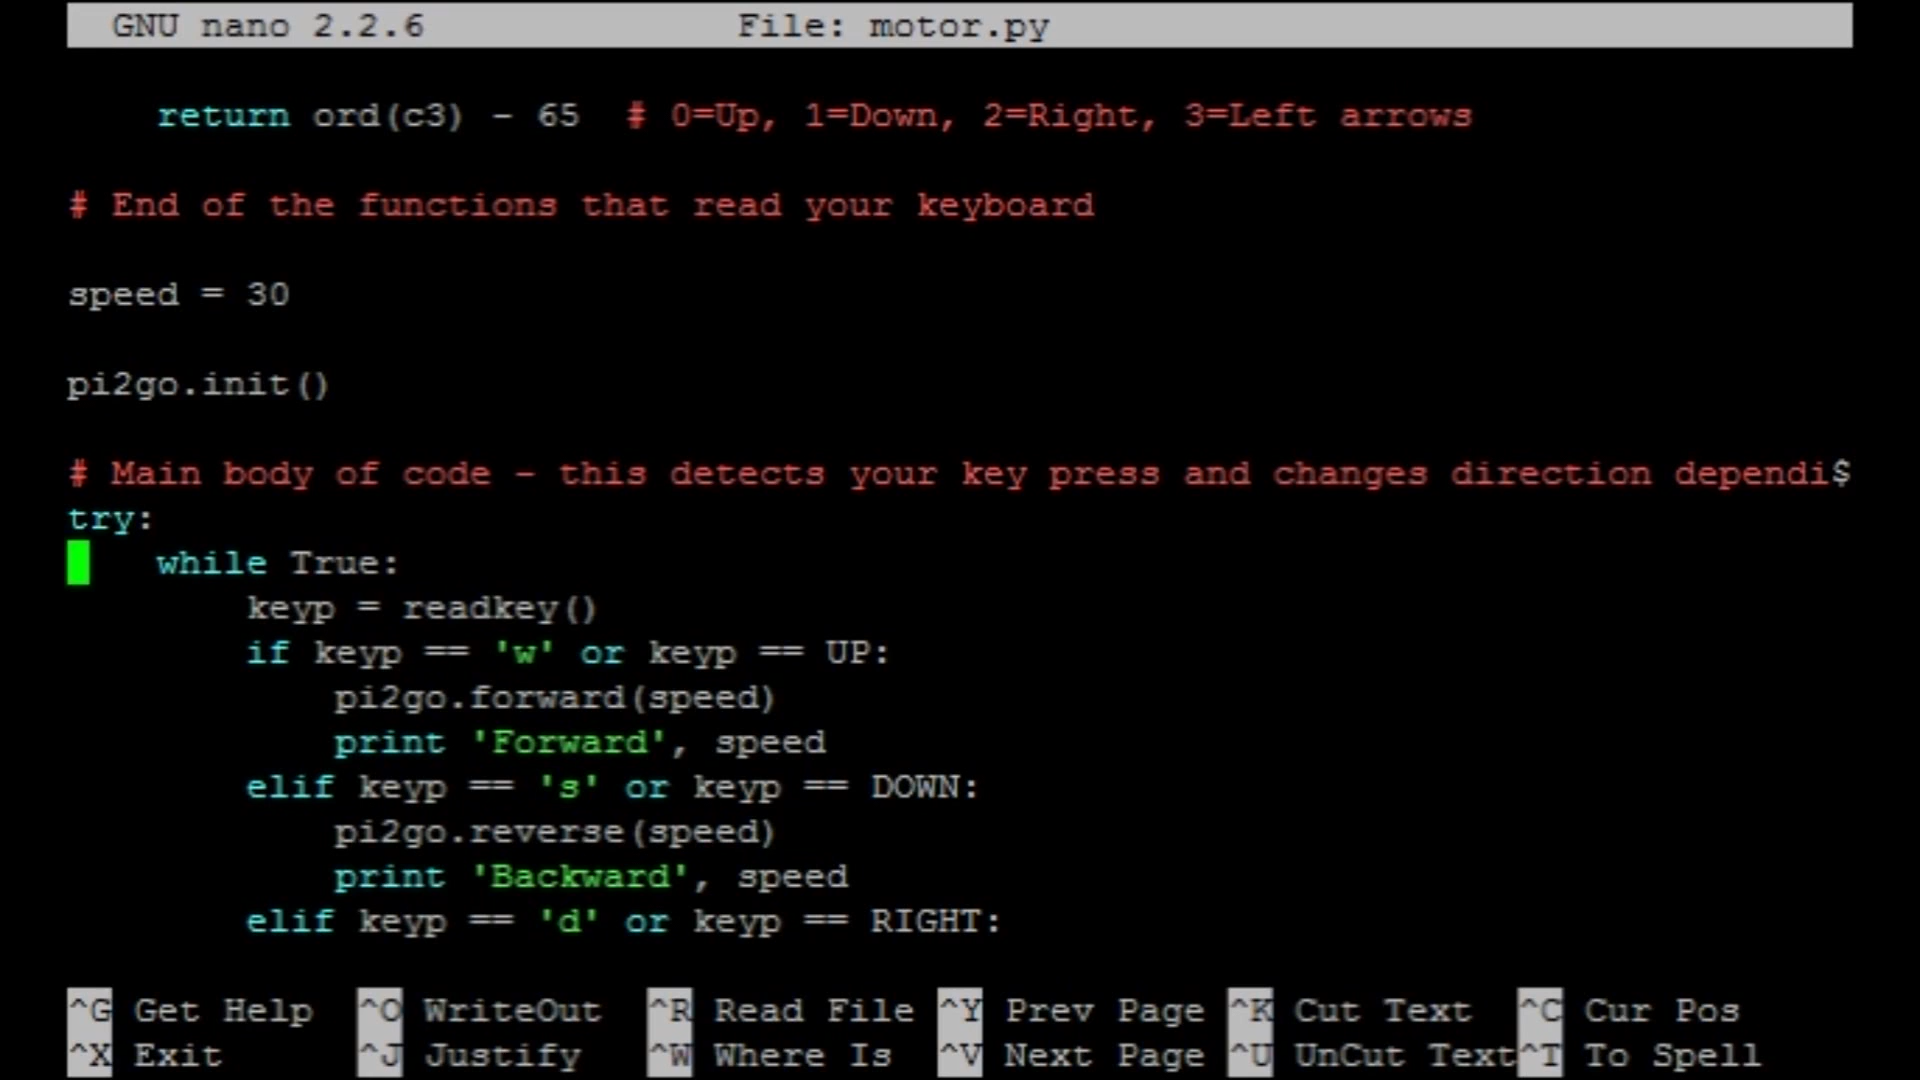 GNU nano 2.2.6 File: motor.py
return ord(c3) - 65 # 0=Up, 1=Down, 2=Right, 3=Left arrows
# End of the functions that read your keyboard
speed = 30
pi2go.init()
# Main body of code - this detects your key press and changes direction dependi$
try:
while True:
keyp = readkey()
if keyp == 'w' or keyp == UP:
pi2go.forward(speed)
print 'Forward', speed
elif keyp == 's' or keyp == DOWN:
pi2go.reverse(speed)
print 'Backward', speed
elif keyp == 'd' or keyp == RIGHT:
^G Get Help ^O WriteOut ^R Read File ^Y Prev Page ^K Cut Text ^C Cur Pos
^X Exit ^J Justify ^W Where Is ^V Next Page ^U UnCut Text ^T To Spell